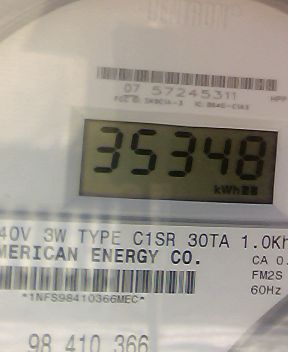 CENTRON
07 57245311
35348
kWh
40V 3W TYPE C1SR 30TA 1.0Kh
MERICAN ENERGY CO.
CA 0.
FM2S
*1NFS98410366MEC*
60Hz
98 410 366